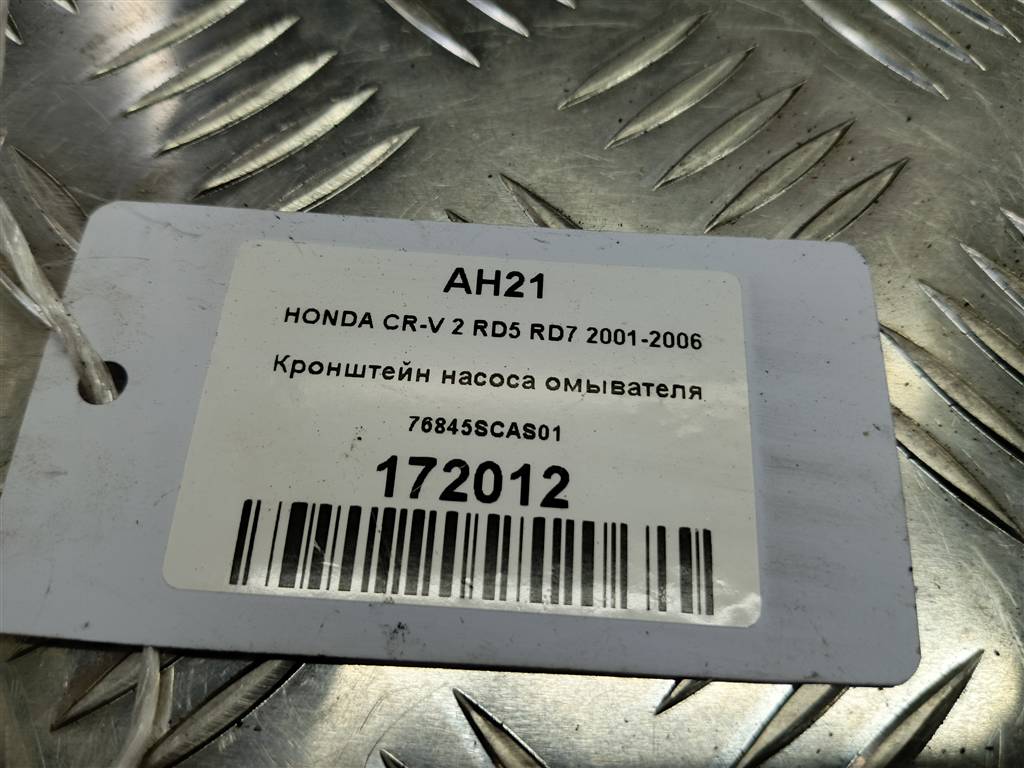 AH21
HONDA CR-V 2 RD5 RD7 2001-2006
Кронштейн насоса омывателя
76845SCAS01
172012